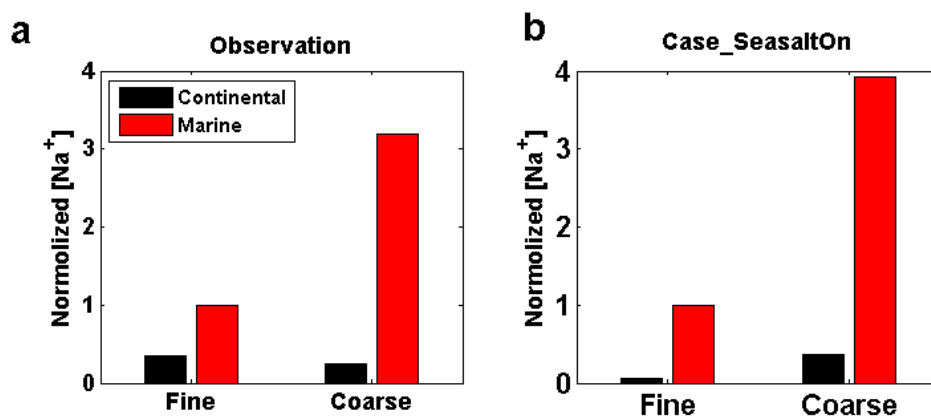 a
Observation
Normolized [Na+]
4
3
2
1
0
Continental
Marine
Fine Coarse
b
Case_SeasaltOn
Normolized [Na+]
4
3
2
1
0
Fine Coarse